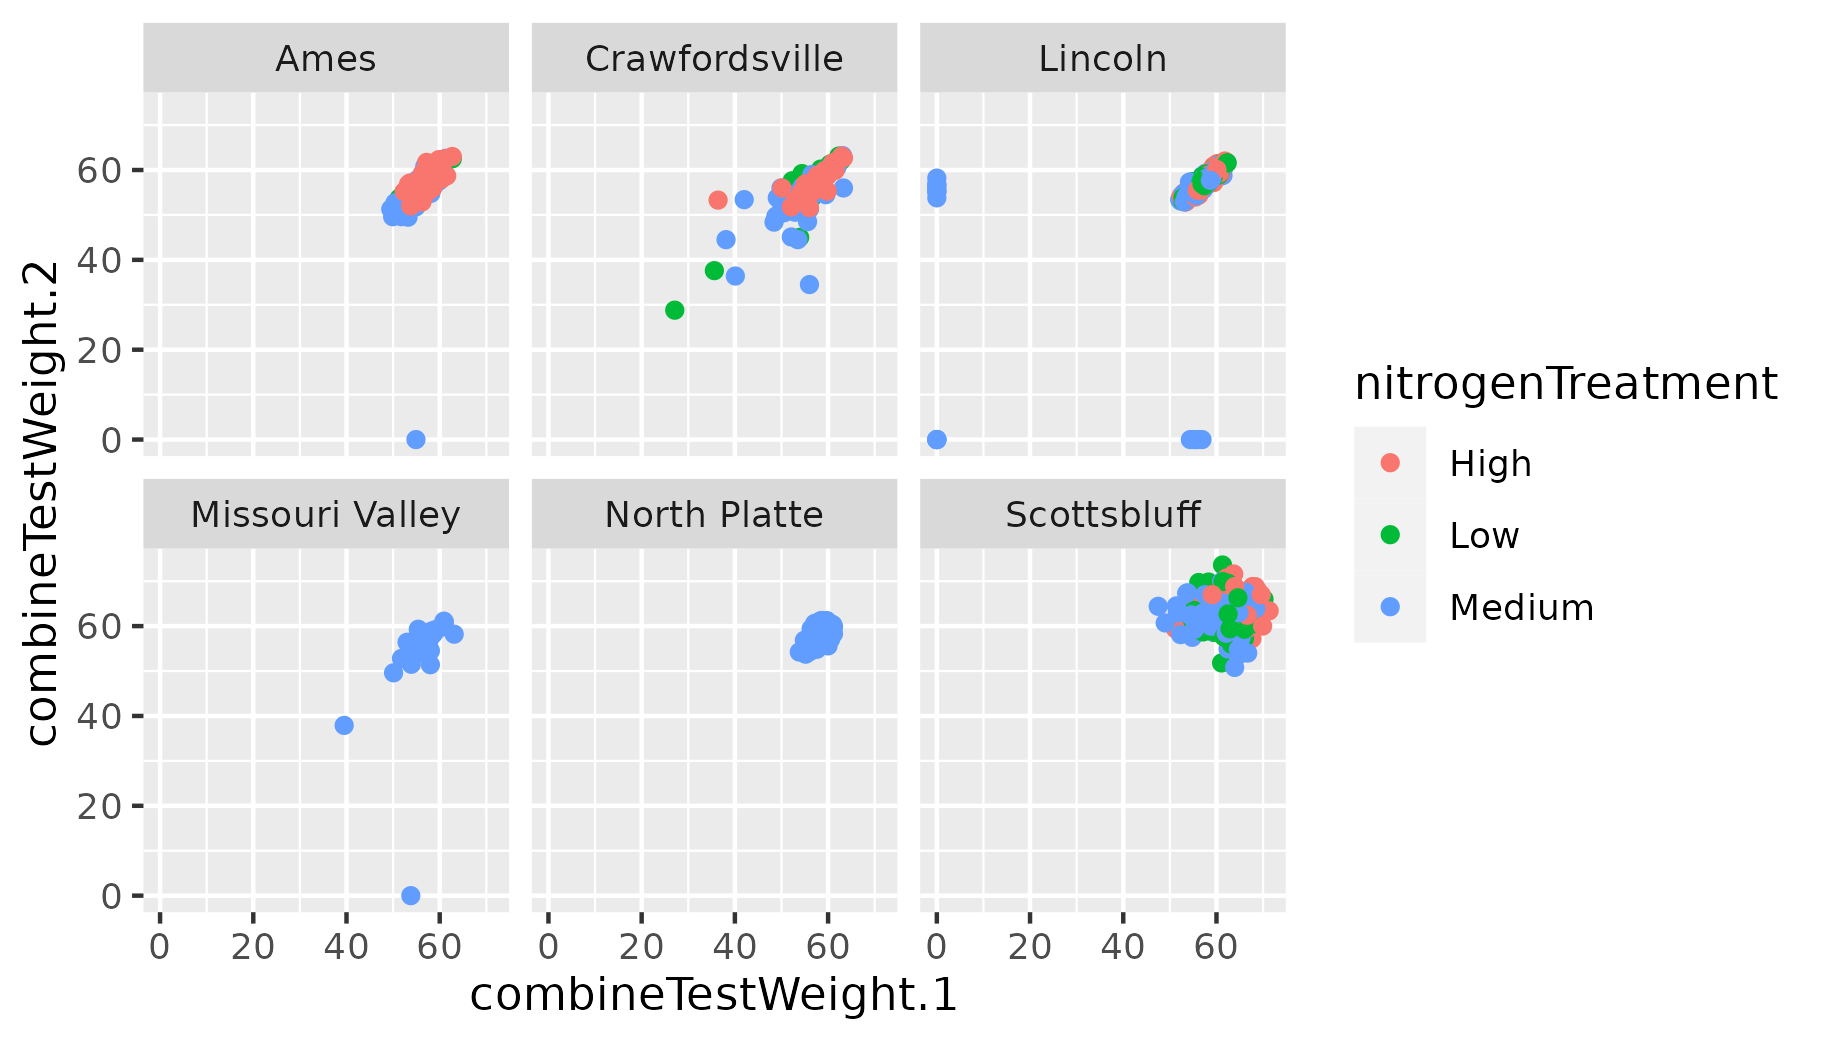 Ames
Crawfordsville
Lincoln
60
40
20
0
Missouri Valley
North Platte
Scottsbluff
60
40
20
0
0 20 40 60 0 20 40 60 0 20 40 60
combineTestWeight.1
combineTestWeight.2
nitrogenTreatment
High
Low
Medium